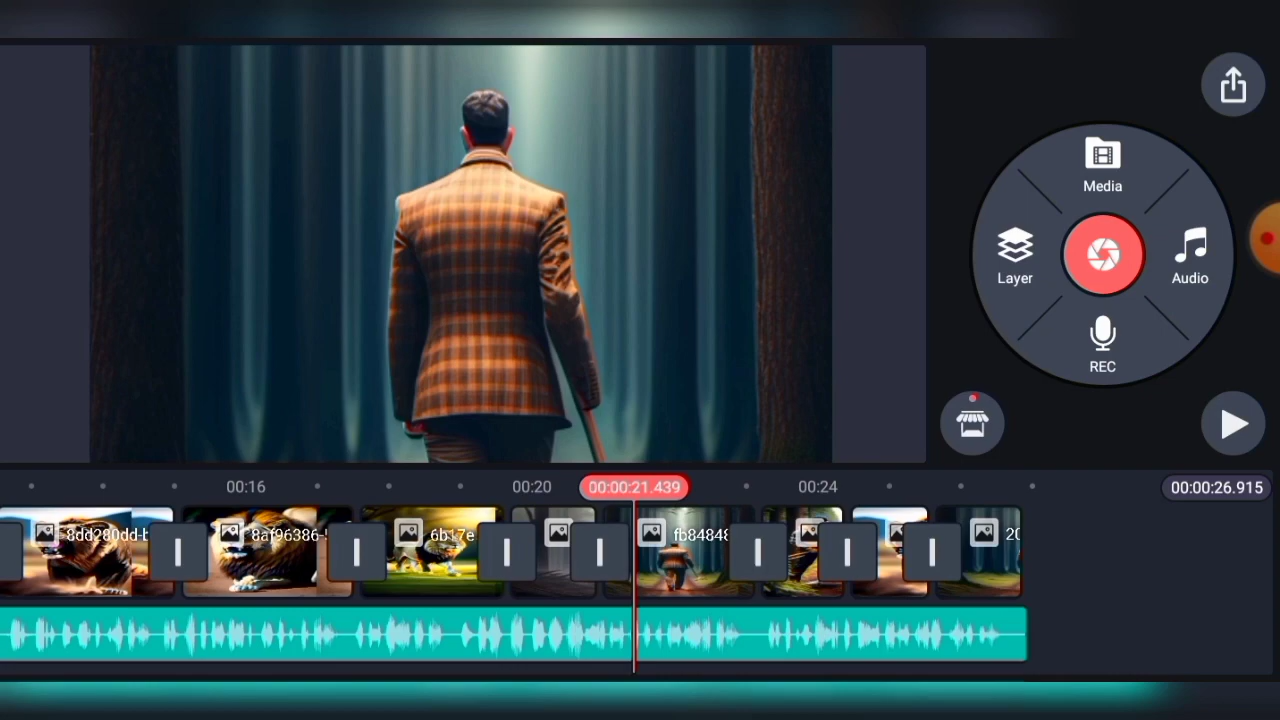 Media
Layer
Audio
REC
00:16
00:20
00:00:21.439
00:24
00:00:26.915
8dd280dd-b
8af96386-5
6b17e
fb84848
20